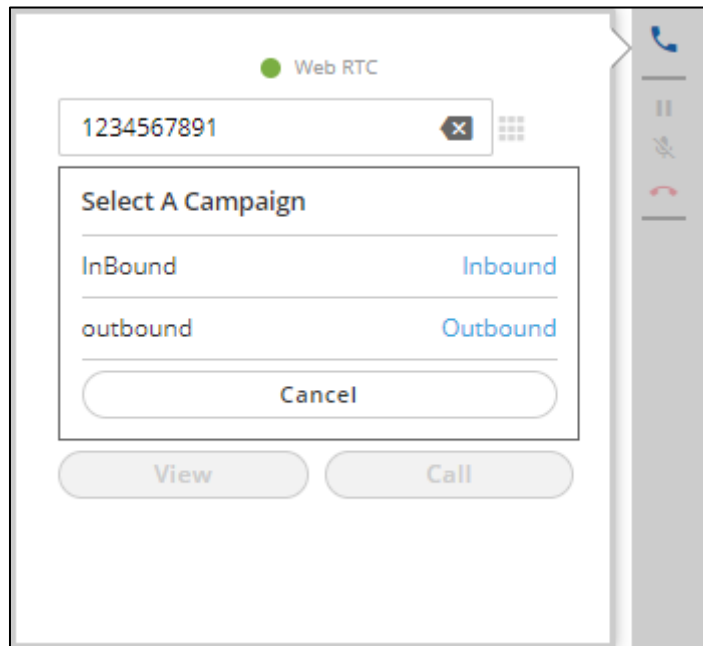 Web RTC
1234567891
Select A Campaign
InBound Inbound
outbound Outbound
Cancel
View Call